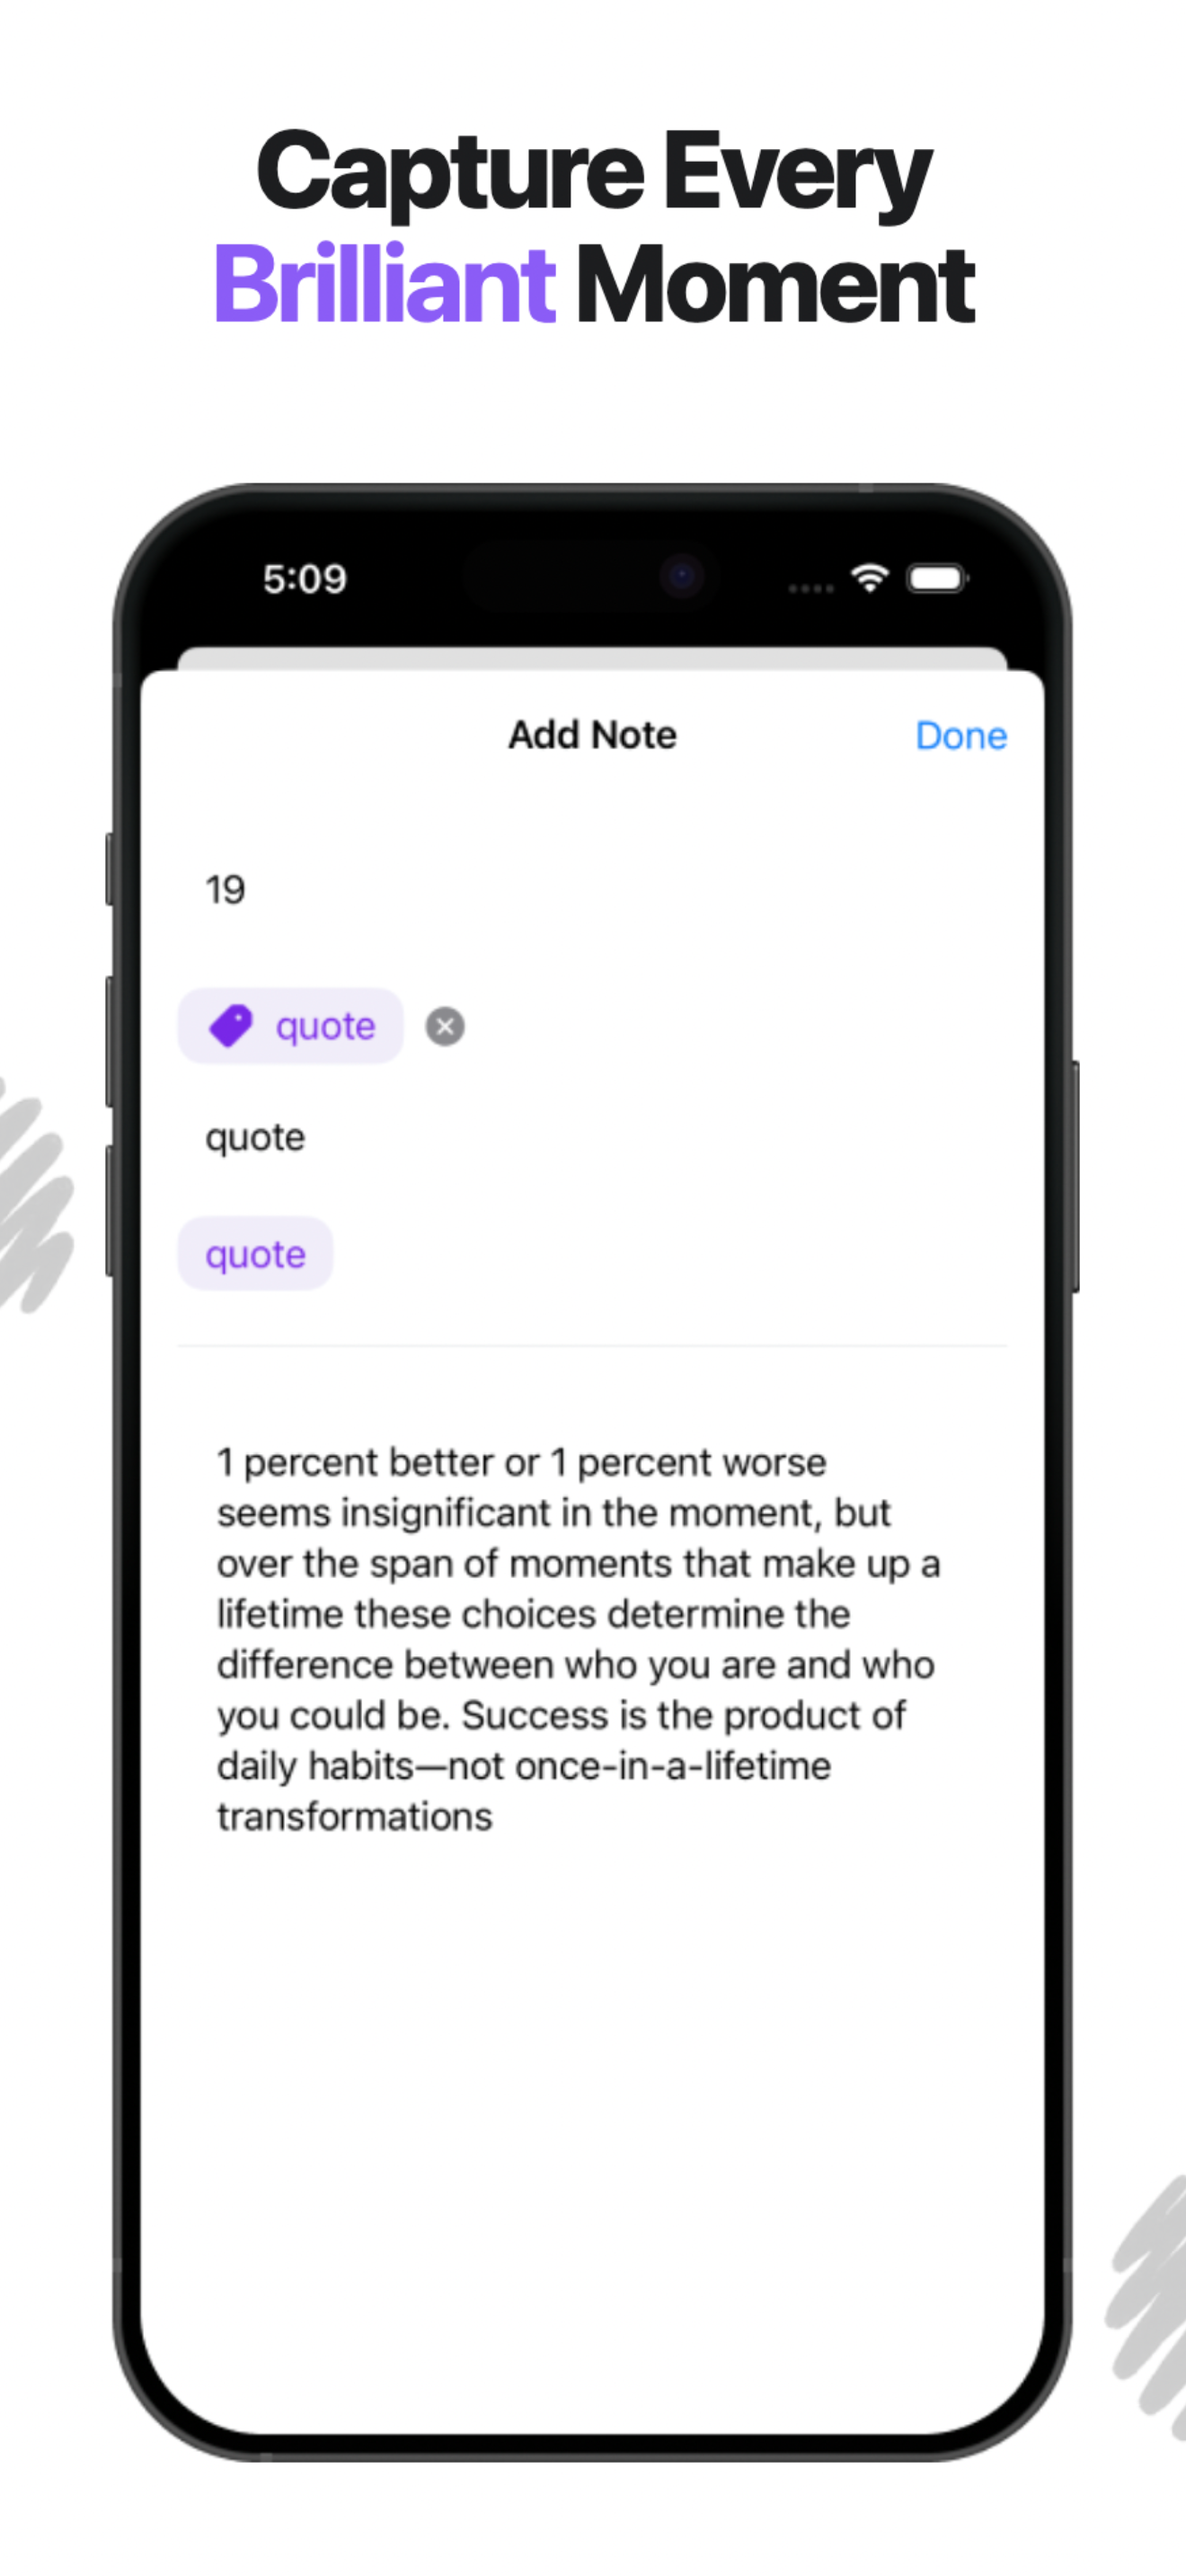 Capture Every
Brilliant Moment
5:09
Add Note
Done
19
quote
quote
quote
1 percent better or 1 percent worse
seems insignificant in the moment, but
over the span of moments that make up a
lifetime these choices determine the
difference between who you are and who
you could be. Success is the product of
daily habits—not once-in-a-lifetime
transformations